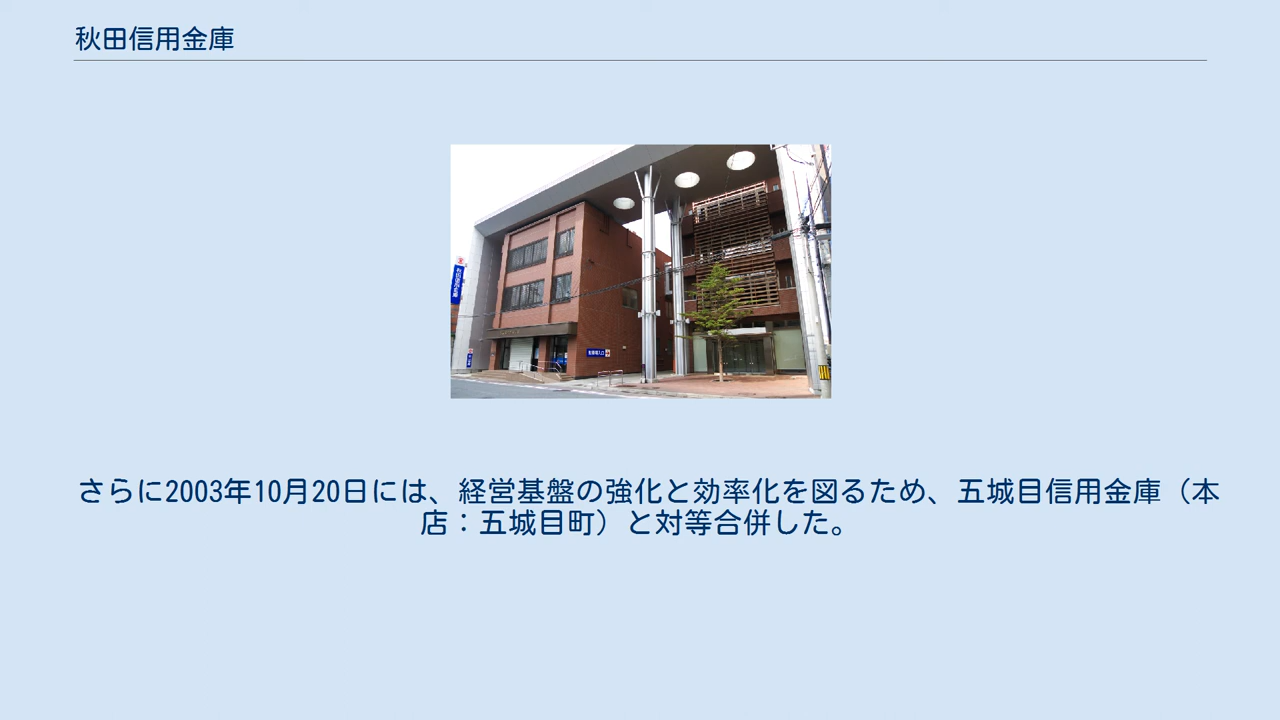 秋田信用金庫
さらに2003年10月20日には、経営基盤の強化と効率化を図るため、五城目信用金庫（本
店：五城目町）と対等合併した。